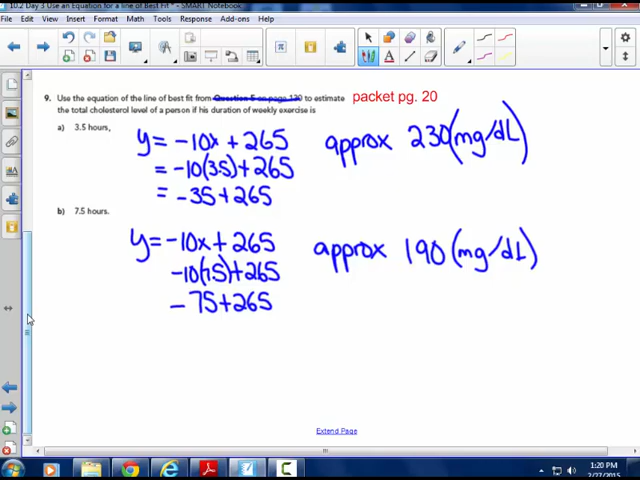 10.2 Day 3 Use an Equation for a line of Best Fit * - SMART Notebook
File Edit View Insert Format Tools Response Add-ons Help
9. Use the equation of the line of best fit from Question 5 on page 130 to estimate packet pg. 20
the total cholesterol level of a person if his duration of weekly exercise is
a) 3.5 hours,
y = -10x + 265 approx 230 (mg/dL)
= -10(3.5) + 265
= -35 + 265
b) 7.5 hours.
y = -10x + 265 approx 190 (mg/dL)
-10(7.5) + 265
-75 + 265
Extend Page
1:20 PM
2/27/2015